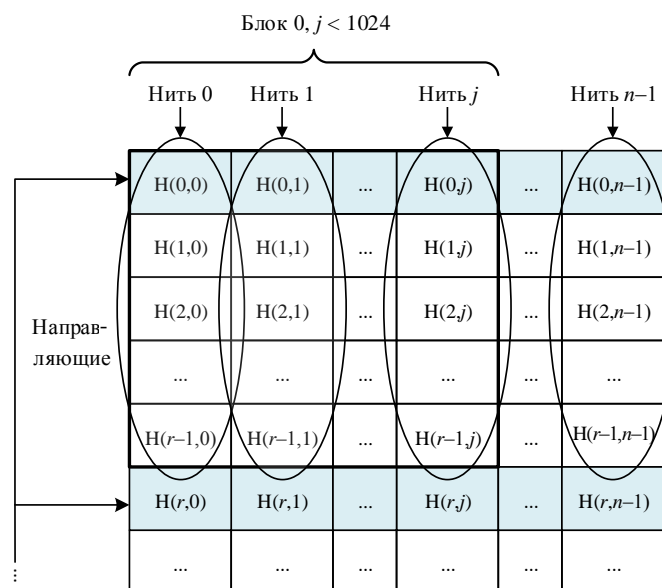 Блок 0, j < 1024
Нить 0 Нить 1 Нить j Нить n–1
H(0,0) H(0,1) ... H(0,j) ... H(0,n–1)
H(1,0) H(1,1) ... H(1,j) ... H(1,n–1)
H(2,0) H(2,1) ... H(2,j) ... H(2,n–1)
Направ-
ляющие
... ... ... ... ... ...
H(r–1,0) H(r–1,1) ... H(r–1,j) ... H(r–1,n–1)
H(r,0) H(r,1) ... H(r,j) ... H(r,n–1)
... ... ... ... ... ... ...